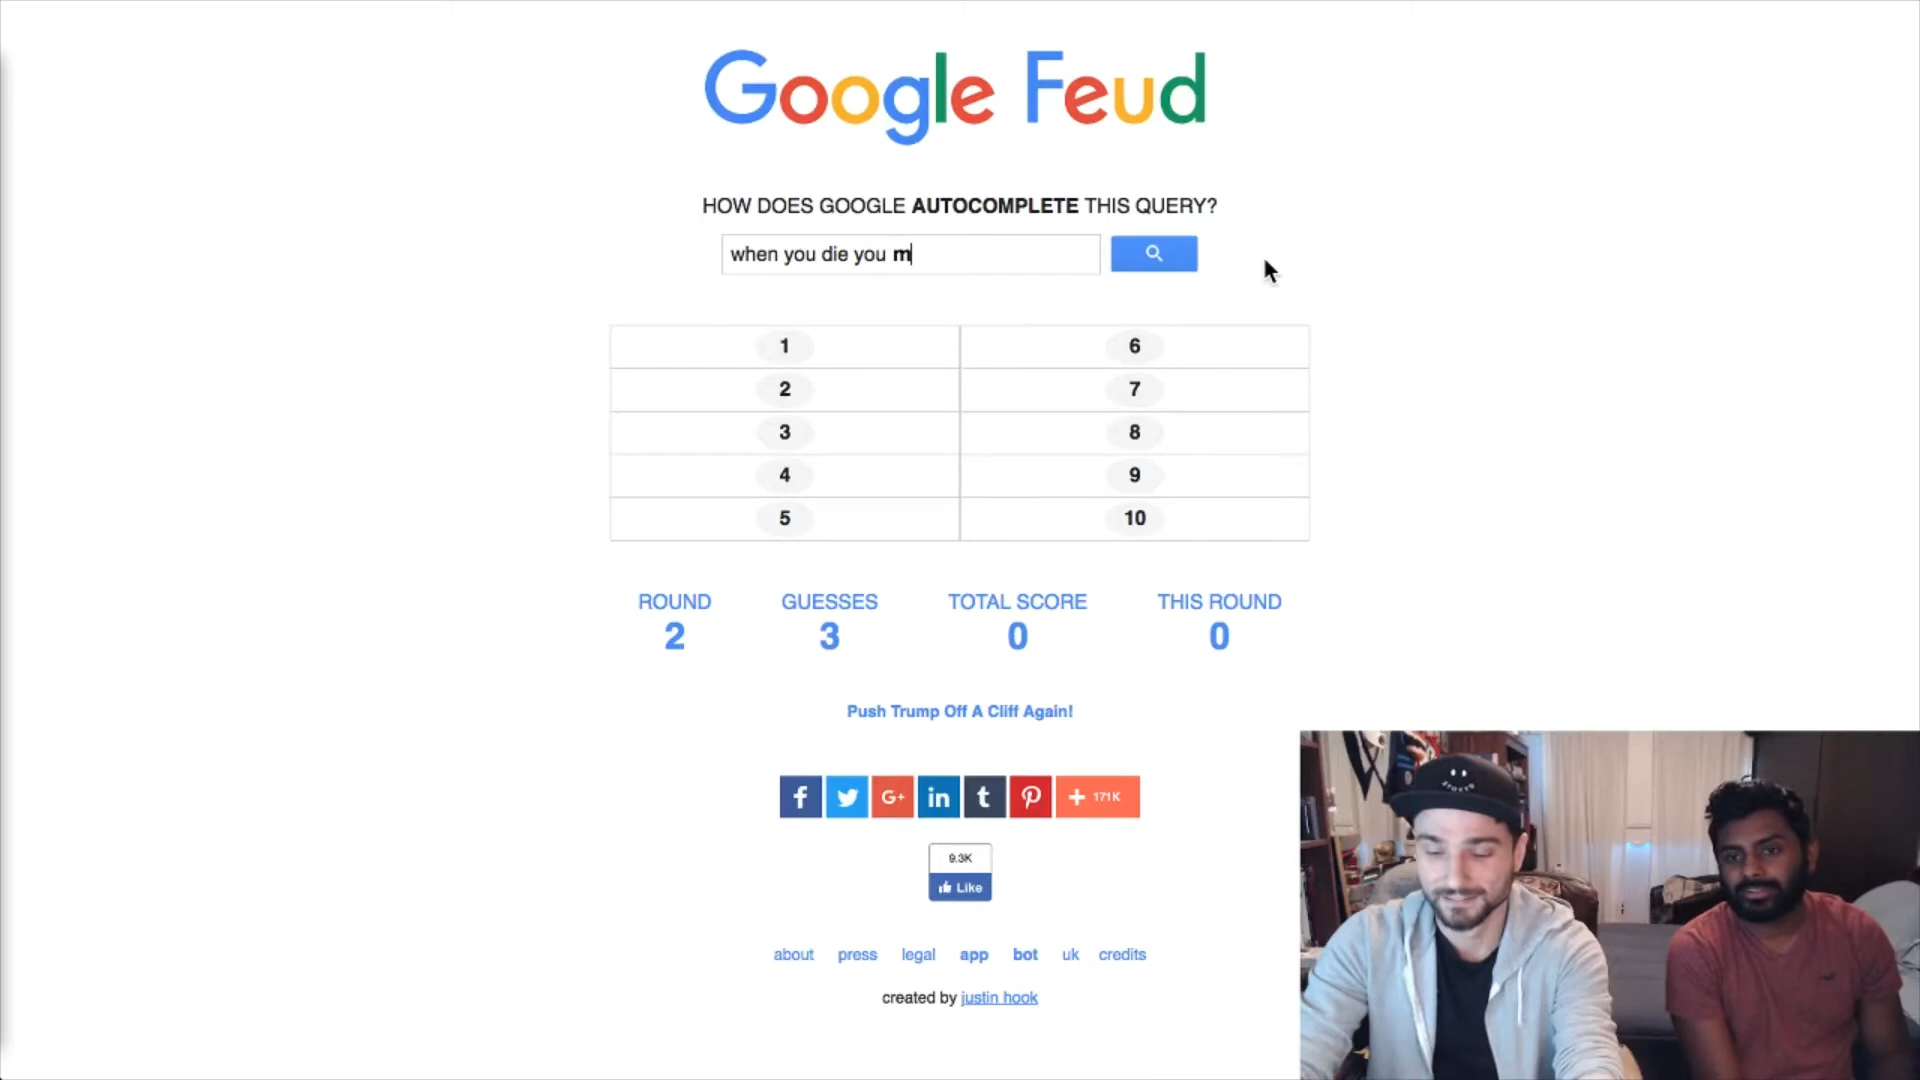 Google Feud
HOW DOES GOOGLE AUTOCOMPLETE THIS QUERY?
when you die you m
1 6
2 7
3 8
4 9
5 10
ROUND GUESSES TOTAL SCORE THIS ROUND
2 3 0 0
Push Trump Off A Cliff Again!
f G+ in t + 171K
9.3K
Like
about press legal app bot uk credits
created by justin hook